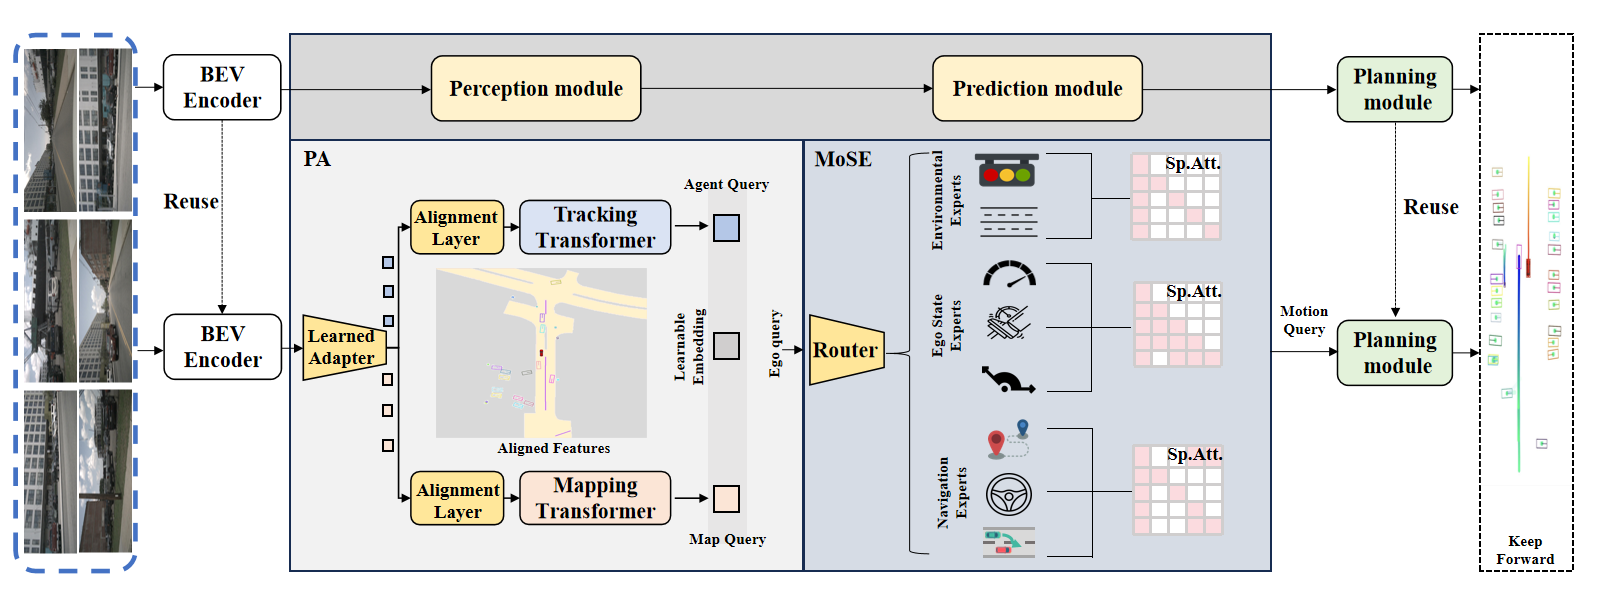 BEV
Encoder
Perception module
Prediction module
Planning
module
Reuse
BEV
Encoder
PA
Learned
Adapter
Alignment
Layer
Tracking
Transformer
Agent Query
Aligned Features
Learnable
Embedding
Ego query
Alignment
Layer
Mapping
Transformer
Map Query
MoSE
Router
Environmental
Experts
Sp.Att.
Ego State
Experts
Sp.Att.
Navigation
Experts
Sp.Att.
Reuse
Motion
Query
Planning
module
Keep
Forward